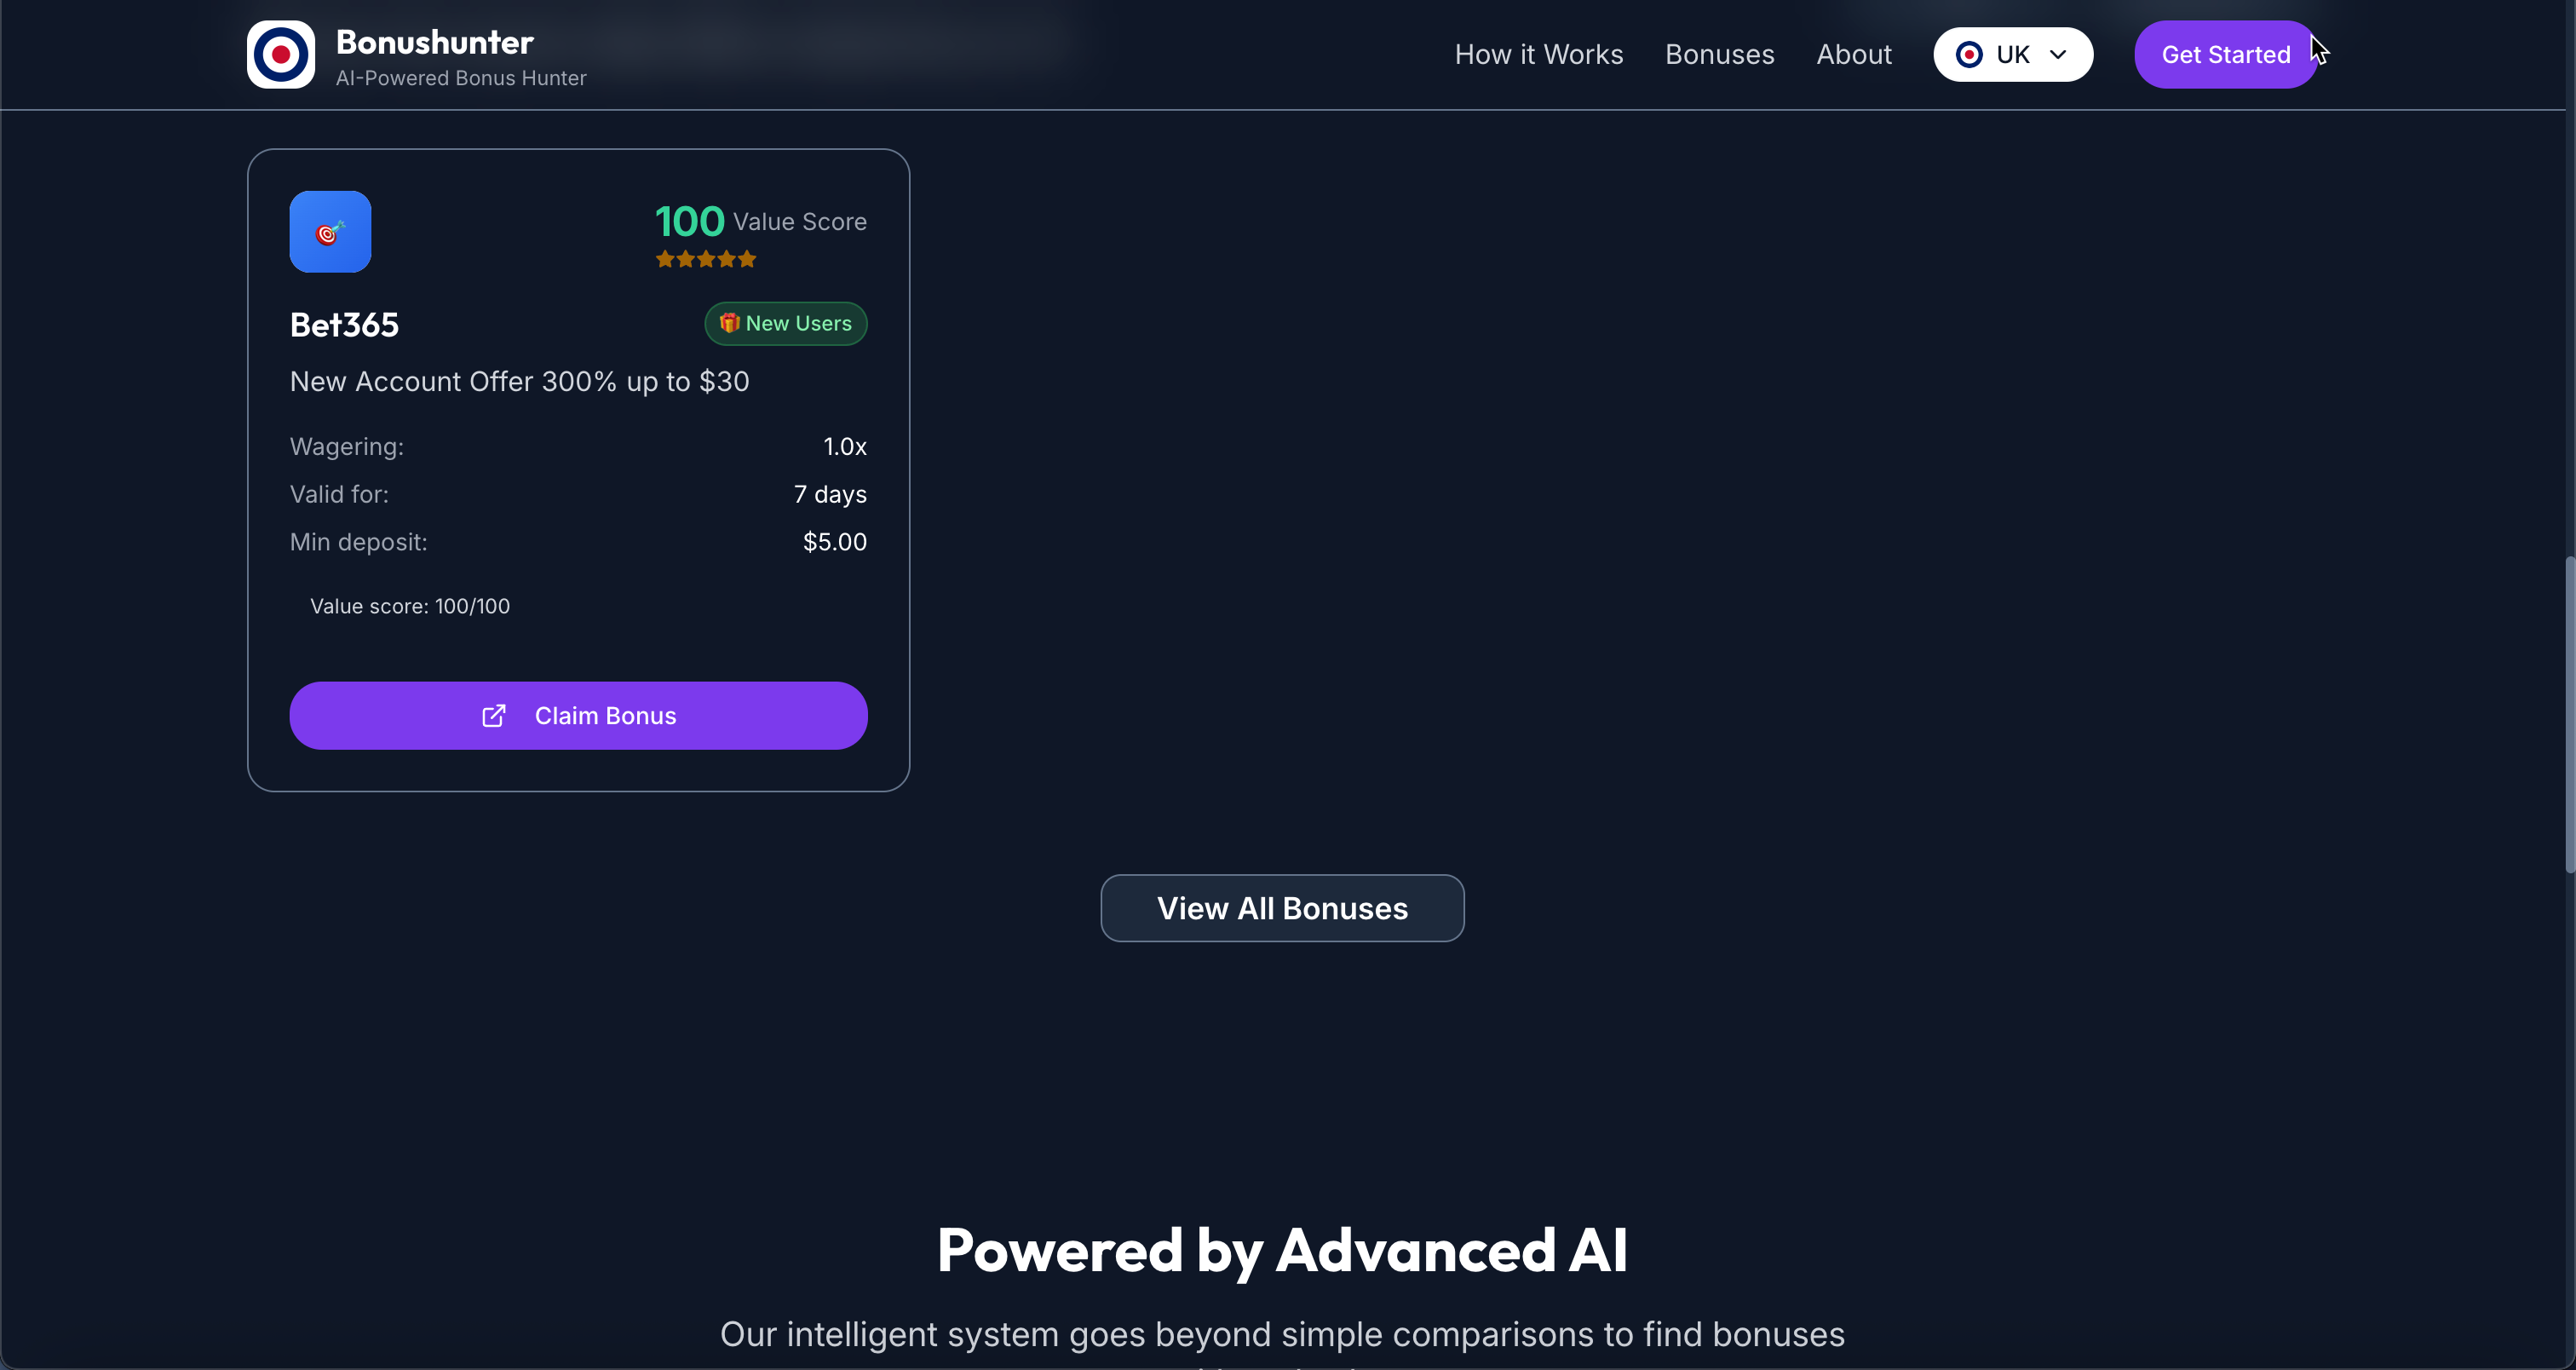 Bonushunter
AI-Powered Bonus Hunter
How it Works
Bonuses
About
UK
Get Started
100 Value Score
Bet365
New Users
New Account Offer 300% up to $30
Wagering: 1.0x
Valid for: 7 days
Min deposit: $5.00
Value score: 100/100
Claim Bonus
View All Bonuses
Powered by Advanced AI
Our intelligent system goes beyond simple comparisons to find bonuses